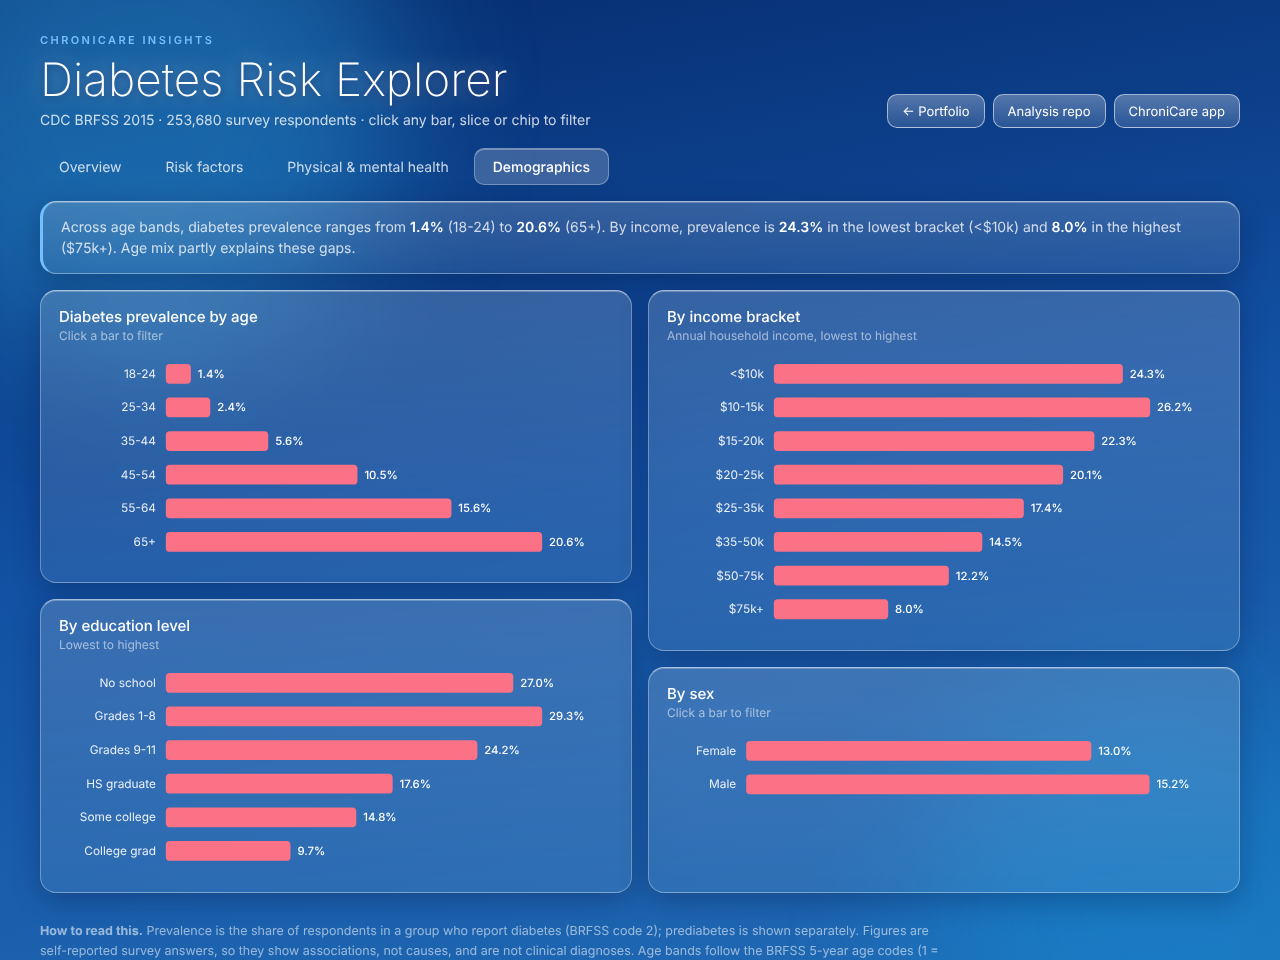 CHRONICARE INSIGHTS
Diabetes Risk Explorer
CDC BRFSS 2015 · 253,680 survey respondents · click any bar, slice or chip to filter
← Portfolio
Analysis repo
ChroniCare app
Overview
Risk factors
Physical & mental health
Demographics
Across age bands, diabetes prevalence ranges from 1.4% (18-24) to 20.6% (65+). By income, prevalence is 24.3% in the lowest bracket (<$10k) and 8.0% in the highest
($75k+). Age mix partly explains these gaps.
Diabetes prevalence by age
Click a bar to filter
18-24 1.4%
25-34 2.4%
35-44 5.6%
45-54 10.5%
55-64 15.6%
65+ 20.6%
By income bracket
Annual household income, lowest to highest
<$10k 24.3%
$10-15k 26.2%
$15-20k 22.3%
$20-25k 20.1%
$25-35k 17.4%
$35-50k 14.5%
$50-75k 12.2%
$75k+ 8.0%
By education level
Lowest to highest
No school 27.0%
Grades 1-8 29.3%
Grades 9-11 24.2%
HS graduate 17.6%
Some college 14.8%
College grad 9.7%
By sex
Click a bar to filter
Female 13.0%
Male 15.2%
How to read this. Prevalence is the share of respondents in a group who report diabetes (BRFSS code 2); prediabetes is shown separately. Figures are
self-reported survey answers, so they show associations, not causes, and are not clinical diagnoses. Age bands follow the BRFSS 5-year age codes (1 =